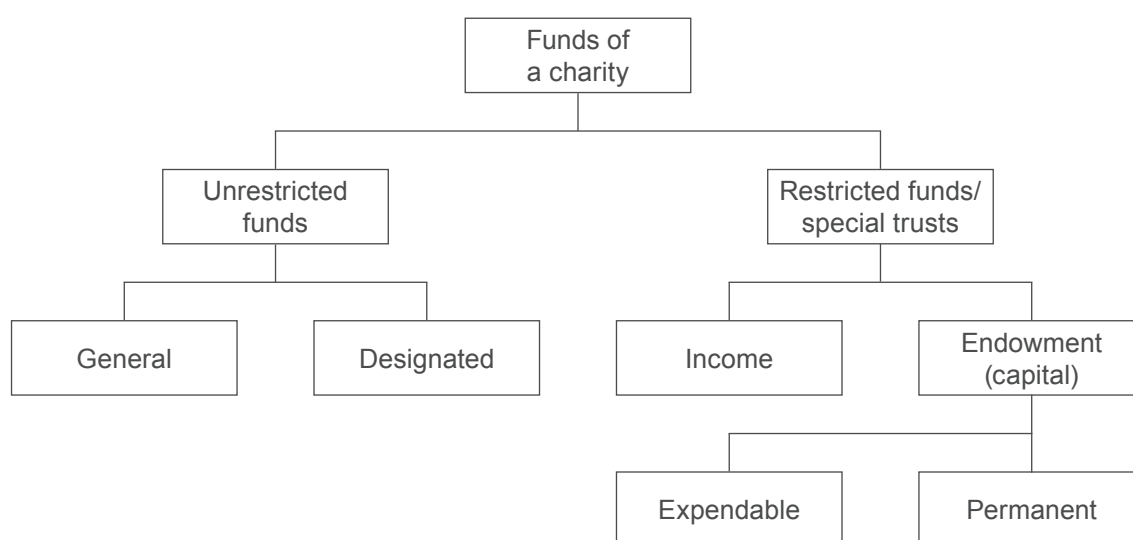 Funds of
a charity
Unrestricted
funds
Restricted funds/
special trusts
General
Designated
Income
Endowment
(capital)
Expendable
Permanent